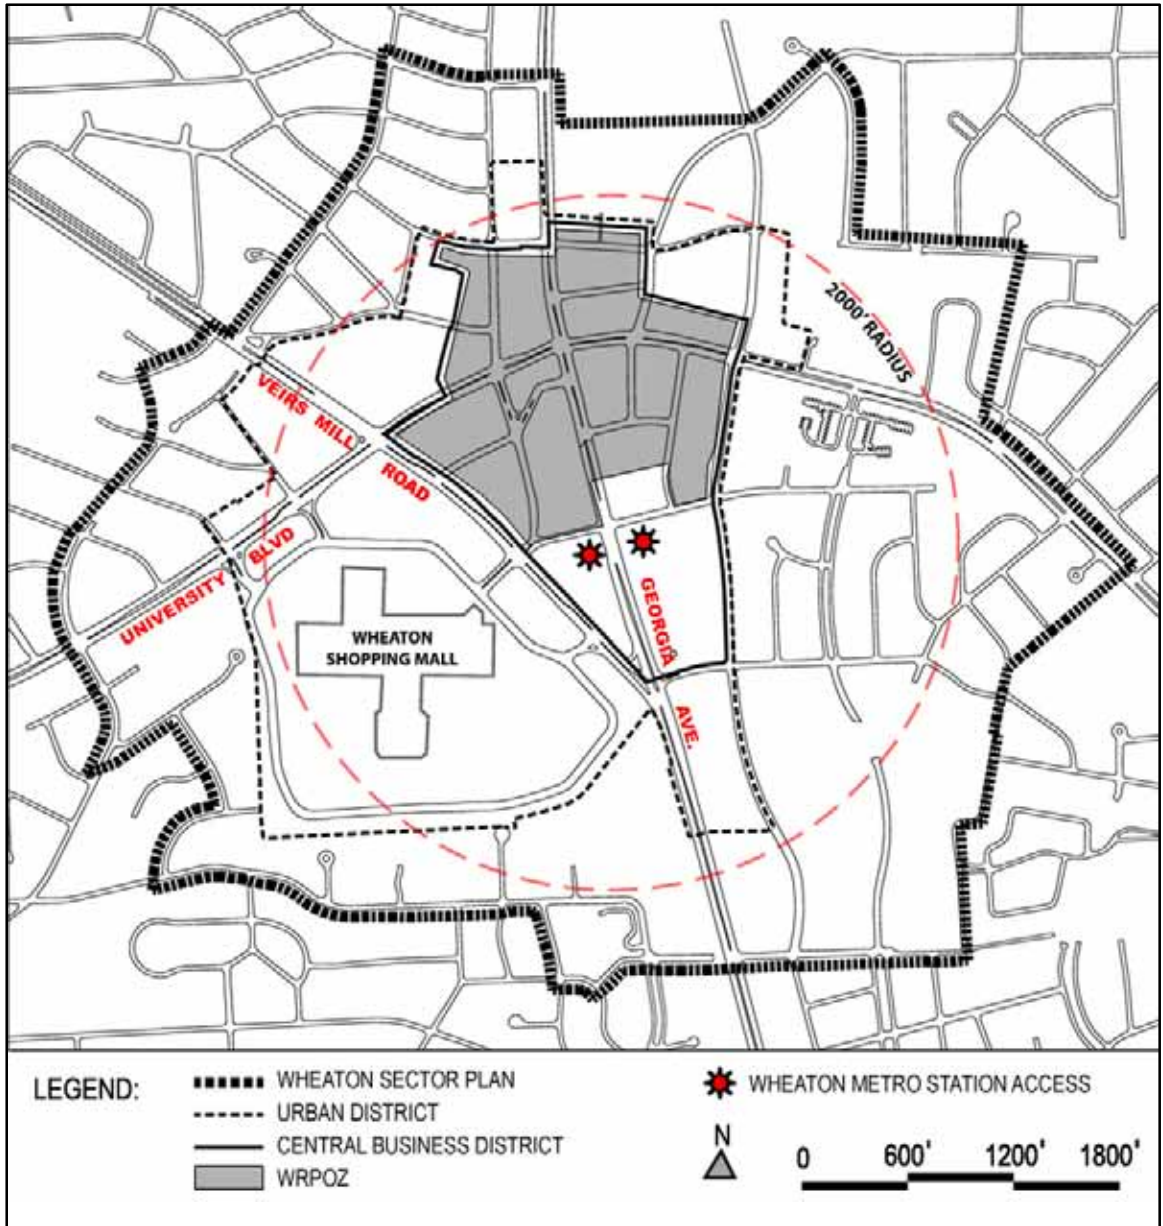 2000' RADIUS
VEIRS MILL
ROAD
UNIVERSITY BLVD
WHEATON
SHOPPING MALL
GEORGIA
AVE.
LEGEND:
WHEATON SECTOR PLAN
URBAN DISTRICT
CENTRAL BUSINESS DISTRICT
WRPOZ
WHEATON METRO STATION ACCESS
N
0 600' 1200' 1800'